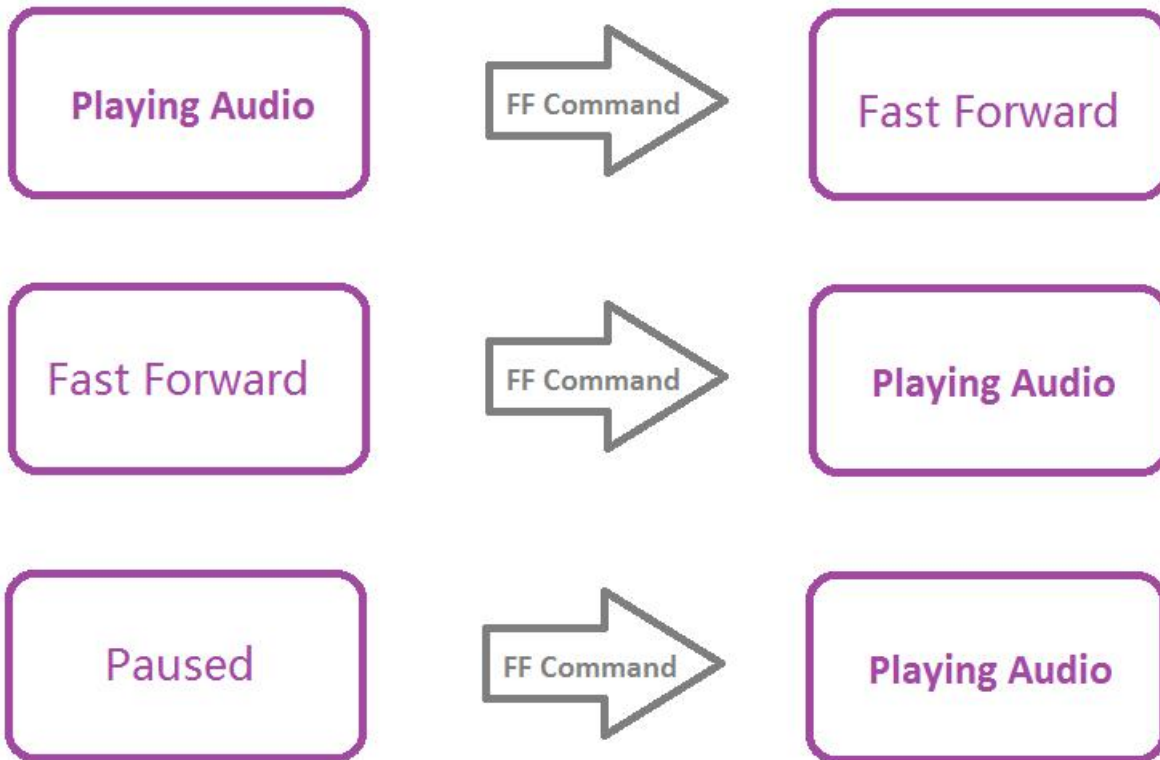 Playing Audio
FF Command
Fast Forward
Fast Forward
FF Command
Playing Audio
Paused
FF Command
Playing Audio